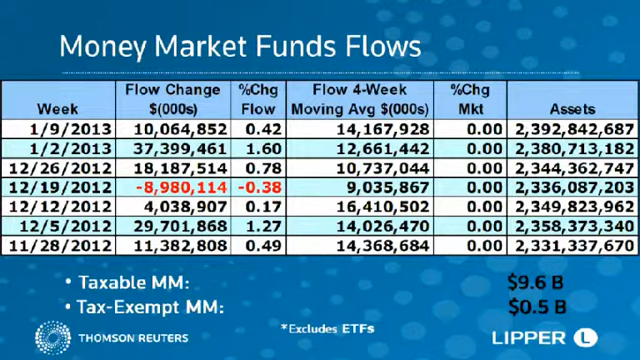 Money Market Funds Flows
Week Flow Change $(000s) %Chg Flow Flow 4-Week Moving Avg $(000s) %Chg Mkt Assets
1/9/2013 10,064,852 0.42 14,167,928 0.00 2,392,842,687
1/2/2013 37,399,461 1.60 12,661,442 0.00 2,380,713,182
12/26/2012 18,187,514 0.78 10,737,044 0.00 2,344,362,747
12/19/2012 -8,980,114 -0.38 9,035,867 0.00 2,336,087,203
12/12/2012 4,038,907 0.17 16,410,502 0.00 2,349,823,962
12/5/2012 29,701,868 1.27 14,026,470 0.00 2,358,373,340
11/28/2012 11,382,808 0.49 14,368,684 0.00 2,331,337,670
• Taxable MM: $9.6 B
• Tax-Exempt MM: $0.5 B
*Excludes ETFs
THOMSON REUTERS
LIPPER L